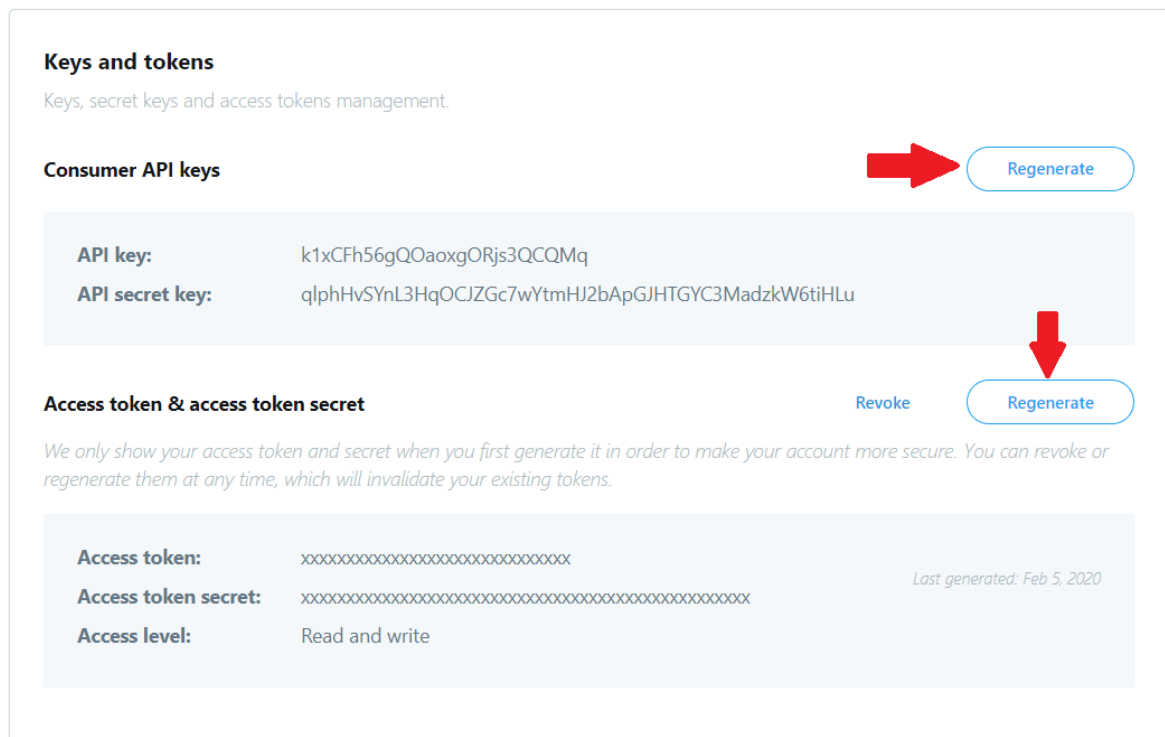 Keys and tokens
Keys, secret keys and access tokens management.
Consumer API keys
Regenerate
API key: k1xCFh56gQOaoxgORjs3QCQMq
API secret key: qlphHvSYnL3HqOCJZGc7wYtmHJ2bApGJHTGYC3MadzkW6tiHLu
Access token & access token secret
Revoke
Regenerate
We only show your access token and secret when you first generate it in order to make your account more secure. You can revoke or
regenerate them at any time, which will invalidate your existing tokens.
Access token: xxxxxxxxxxxxxxxxxxxxxxxxxxxxxx
Last generated: Feb 5, 2020
Access token secret: xxxxxxxxxxxxxxxxxxxxxxxxxxxxxxxxxxxxxxxxxxxxxxxxxx
Access level: Read and write